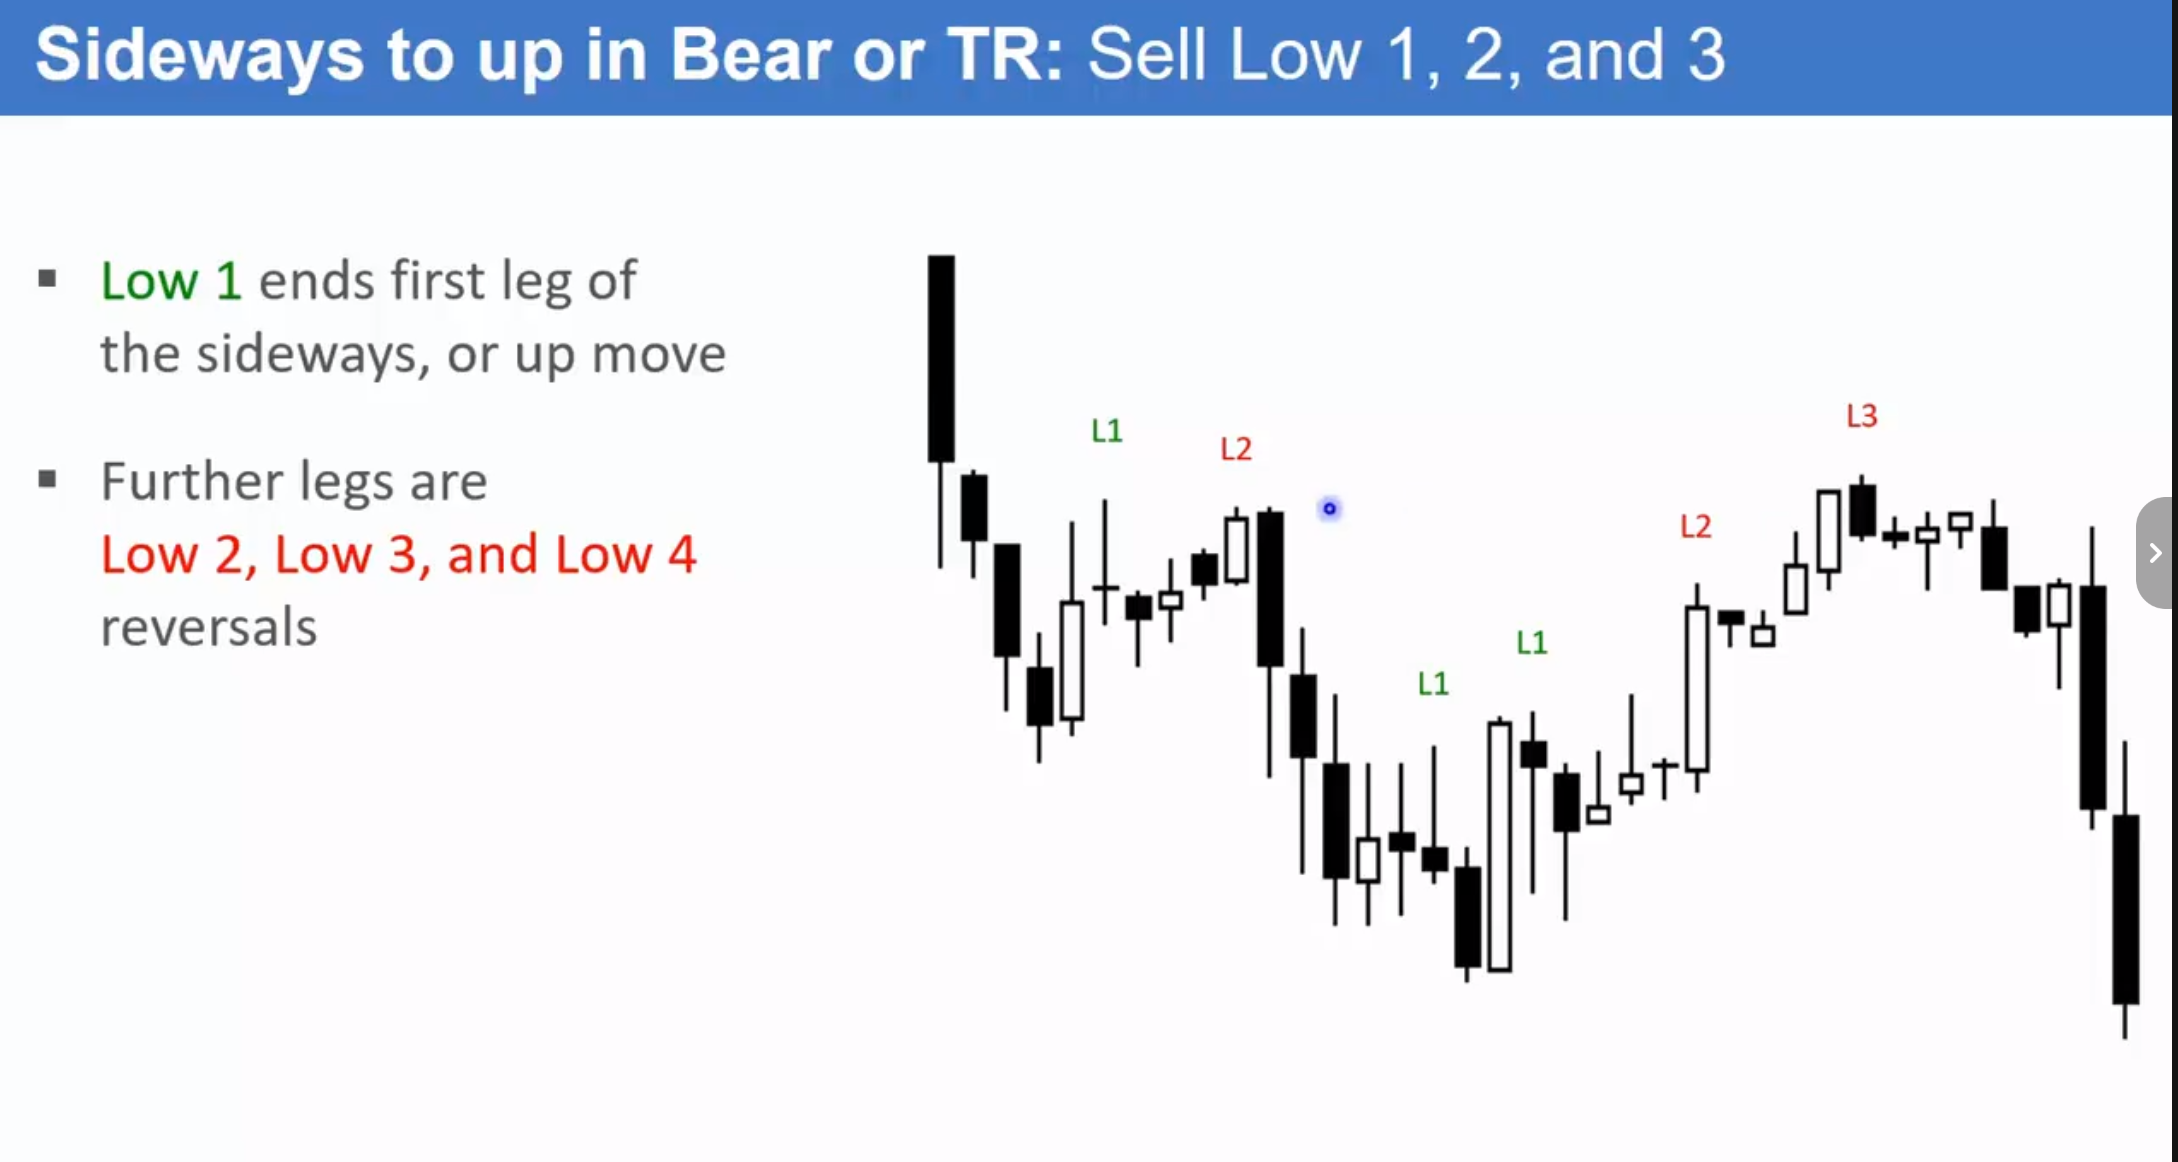 Sideways to up in Bear or TR: Sell Low 1, 2, and 3
▪ Low 1 ends first leg of
the sideways, or up move
▪ Further legs are
Low 2, Low 3, and Low 4
reversals
L1
L2
L1
L1
L2
L3